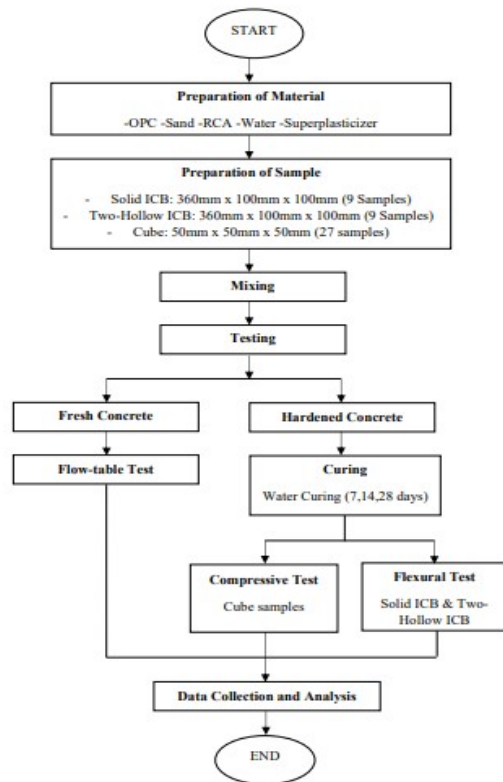 START
Preparation of Material
-OPC -Sand -RCA -Water -Superplasticizer
Preparation of Sample
- Solid ICB: 360mm x 100mm x 100mm (9 Samples)
- Two-Hollow ICB: 360mm x 100mm x 100mm (9 Samples)
- Cube: 50mm x 50mm x 50mm (27 samples)
Mixing
Testing
Fresh Concrete
Hardened Concrete
Flow-table Test
Curing
Water Curing (7,14,28 days)
Compressive Test
Cube samples
Flexural Test
Solid ICB & Two-
Hollow ICB
Data Collection and Analysis
END